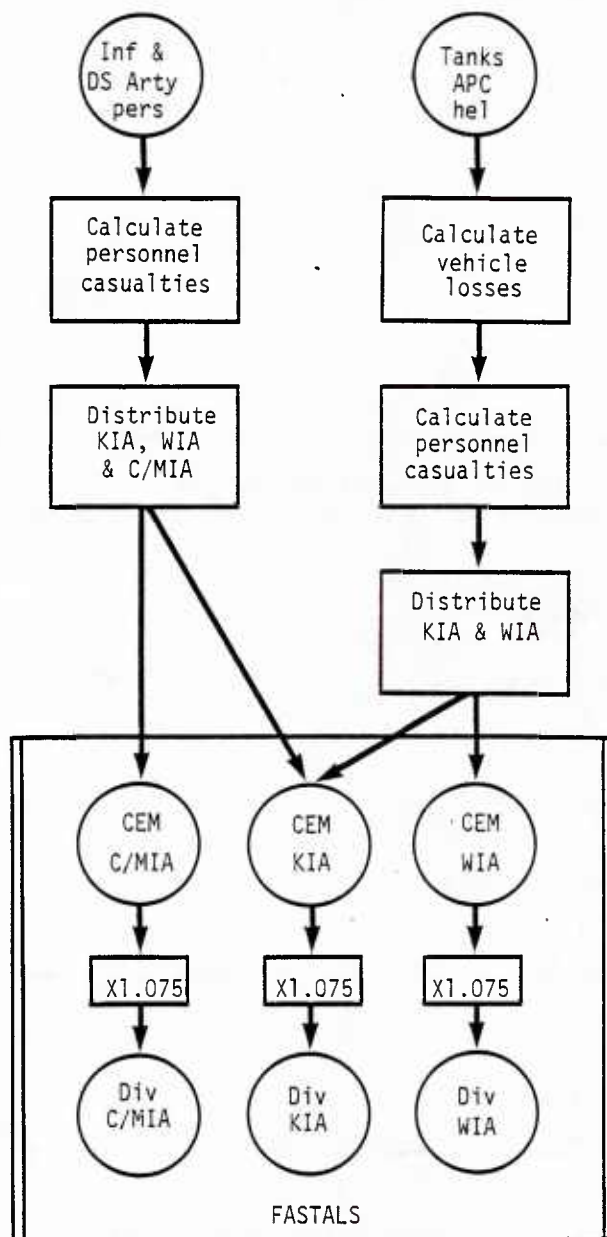 Inf &
DS Arty
pers
Tanks
APC
hel
Calculate
personnel
casualties
Calculate
vehicle
losses
Distribute
KIA, WIA
& C/MIA
Calculate
personnel
casualties
Distribute
KIA & WIA
CEM
C/MIA
CEM
KIA
CEM
WIA
X1.075
X1.075
X1.075
Div
C/MIA
Div
KIA
Div
WIA
FASTALS